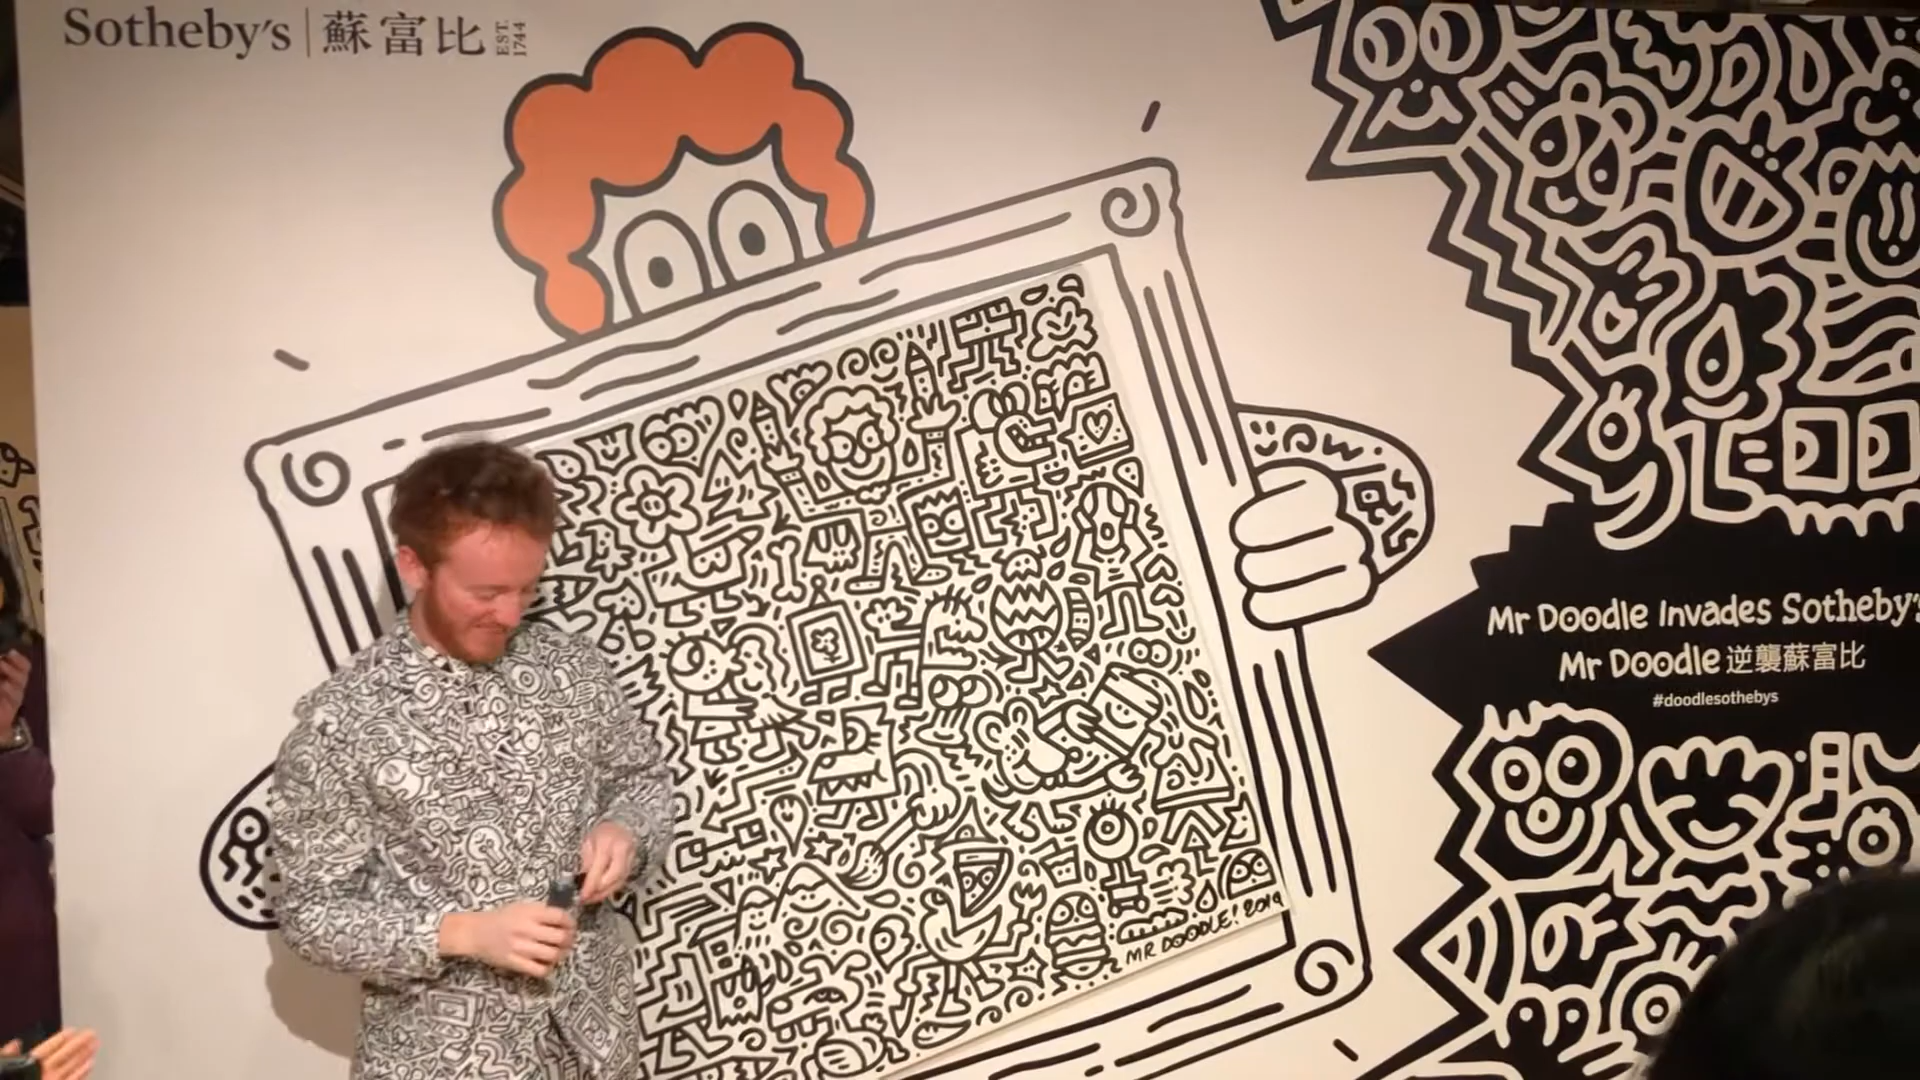 Sotheby's 蘇富比 EST. 1744
MR DOODLE! 2019
Mr Doodle Invades Sotheby's
Mr Doodle 逆襲蘇富比
#doodlesothebys